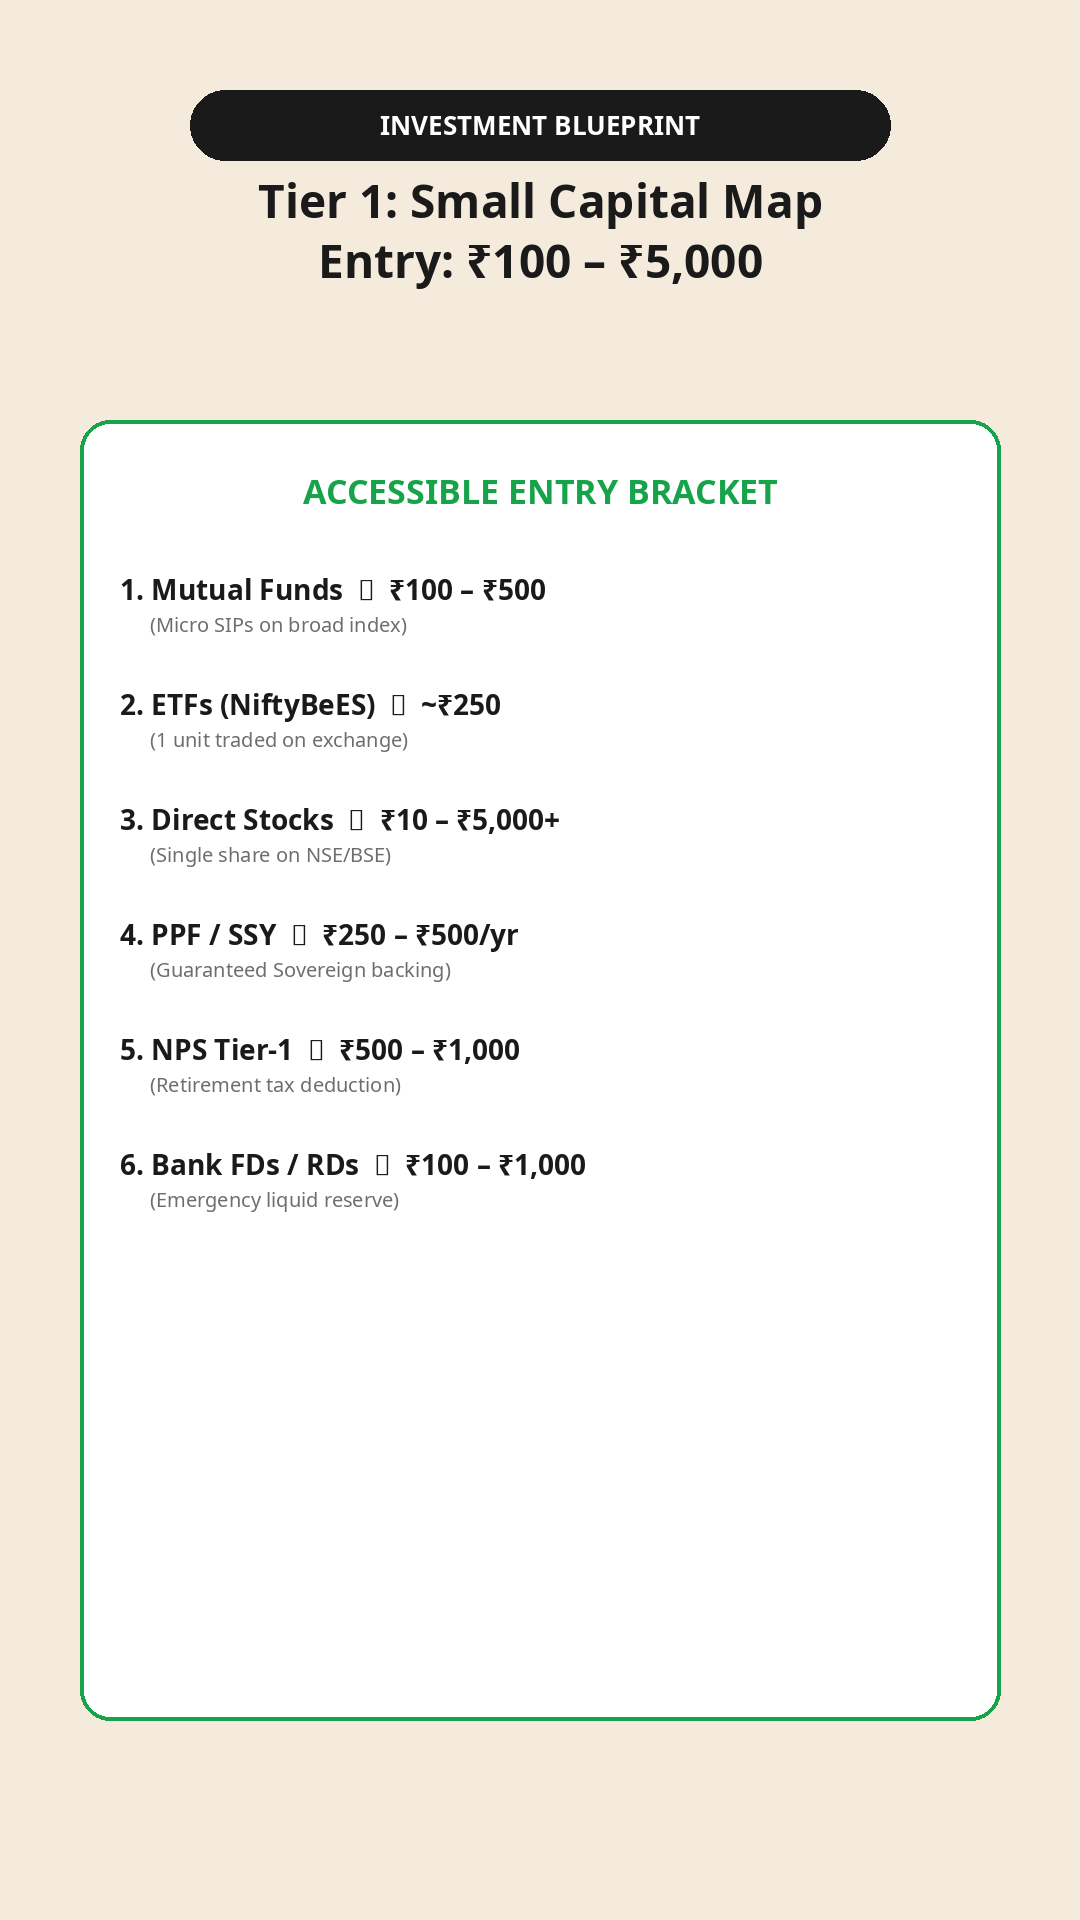 INVESTMENT BLUEPRINT
Tier 1: Small Capital Map
Entry: ₹100 – ₹5,000
ACCESSIBLE ENTRY BRACKET
1. Mutual Funds  ▯  ₹100 – ₹500
(Micro SIPs on broad index)
2. ETFs (NiftyBeES)  ▯  ~₹250
(1 unit traded on exchange)
3. Direct Stocks  ▯  ₹10 – ₹5,000+
(Single share on NSE/BSE)
4. PPF / SSY  ▯  ₹250 – ₹500/yr
(Guaranteed Sovereign backing)
5. NPS Tier-1  ▯  ₹500 – ₹1,000
(Retirement tax deduction)
6. Bank FDs / RDs  ▯  ₹100 – ₹1,000
(Emergency liquid reserve)